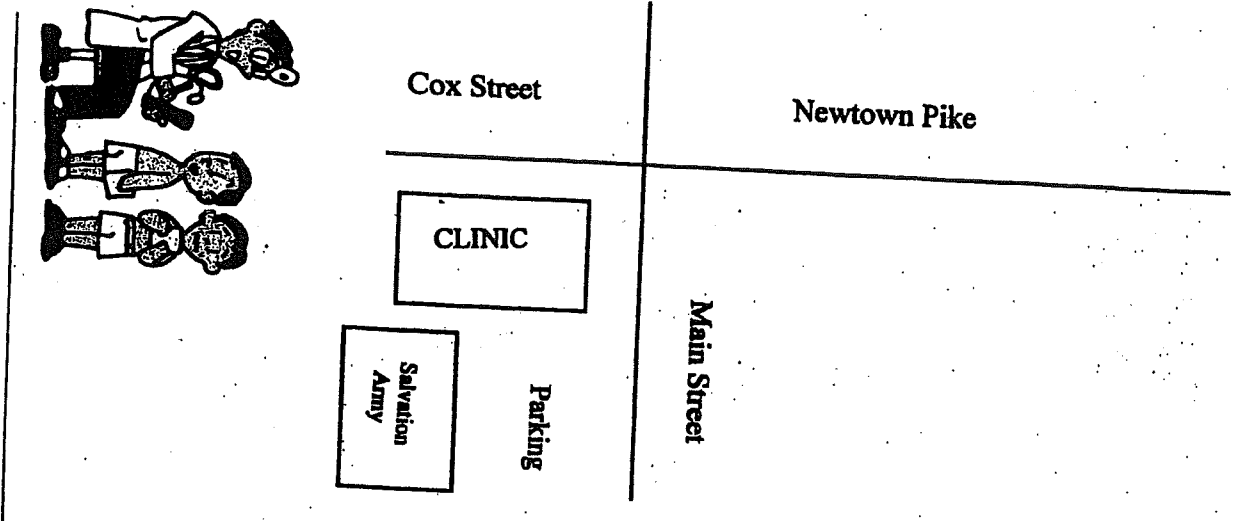 Cox Street
Newtown Pike
CLINIC
Main Street
Salvation
Army
Parking